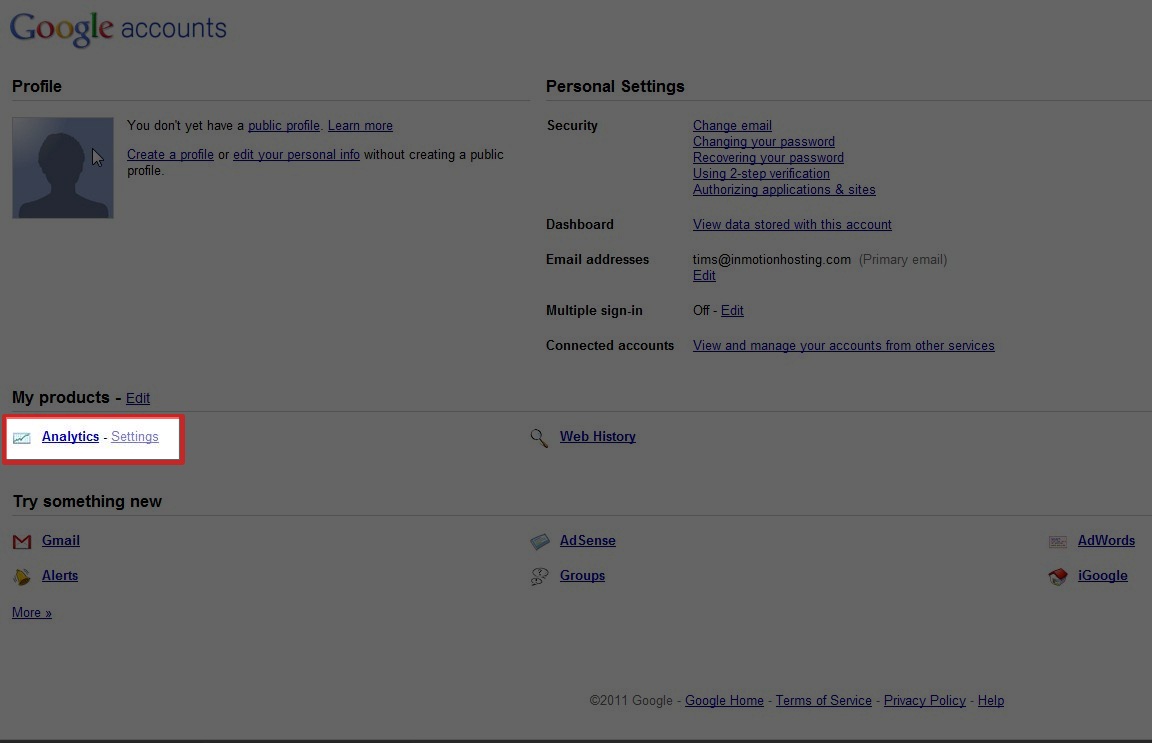 Google accounts
Profile
You don't yet have a public profile. Learn more
Create a profile or edit your personal info without creating a public
profile.
Personal Settings
Security
Change email
Changing your password
Recovering your password
Using 2-step verification
Authorizing applications & sites
Dashboard
View data stored with this account
Email addresses
tims@inmotionhosting.com (Primary email)
Edit
Multiple sign-in
Off - Edit
Connected accounts
View and manage your accounts from other services
My products - Edit
Analytics - Settings
Web History
Try something new
Gmail
AdSense
AdWords
Alerts
Groups
iGoogle
More »
©2011 Google - Google Home - Terms of Service - Privacy Policy - Help